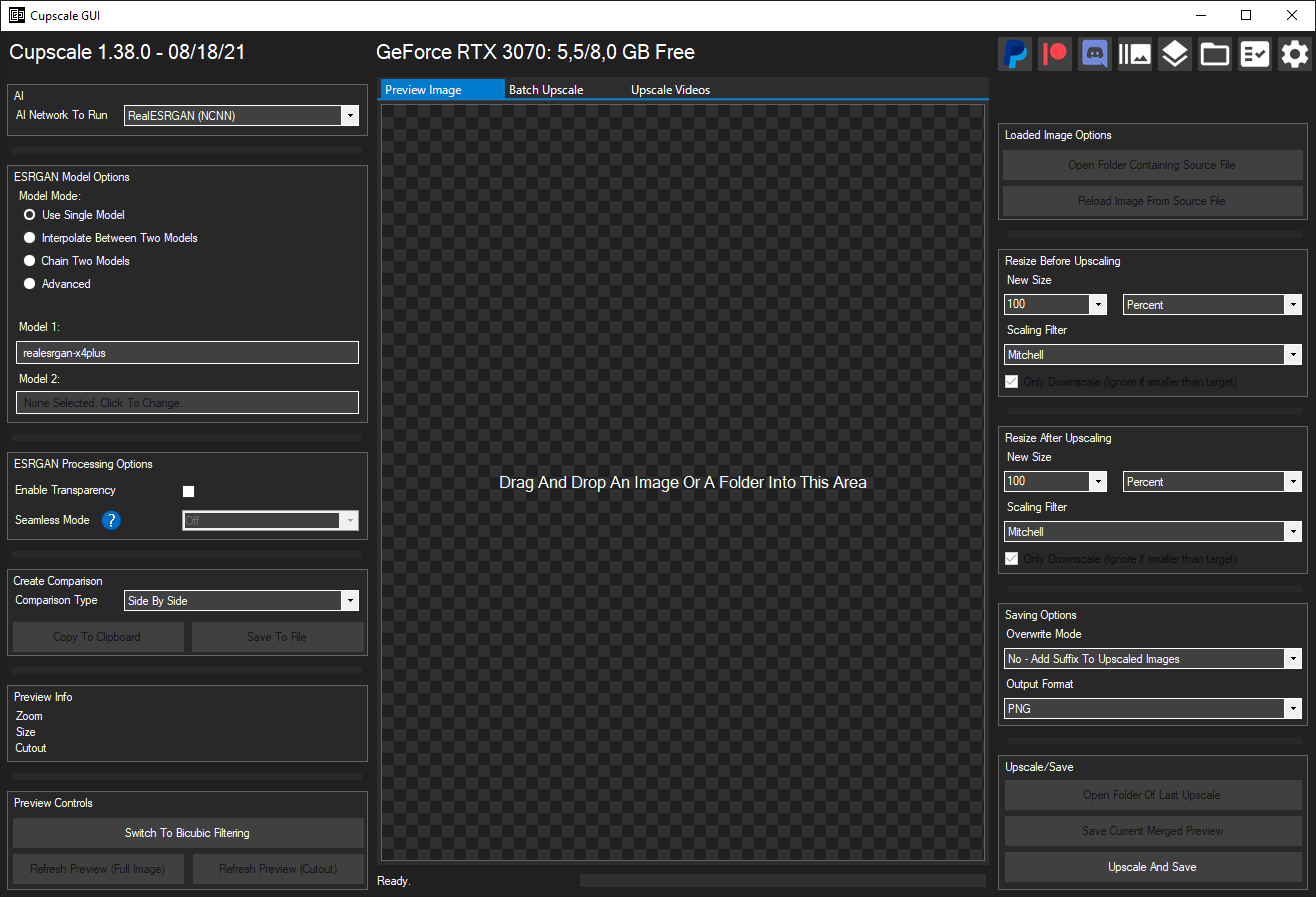 Cupscale GUI
Cupscale 1.38.0 - 08/18/21
GeForce RTX 3070: 5,5/8,0 GB Free
AI
AI Network To Run
RealESRGAN (NCNN)
ESRGAN Model Options
Model Mode:
Use Single Model
Interpolate Between Two Models
Chain Two Models
Advanced
Model 1:
realesrgan-x4plus
Model 2:
None Selected. Click To Change.
ESRGAN Processing Options
Enable Transparency
Seamless Mode
?
Off
Create Comparison
Comparison Type
Side By Side
Copy To Clipboard
Save To File
Preview Info
Zoom
Size
Cutout
Preview Controls
Switch To Bicubic Filtering
Refresh Preview (Full Image)
Refresh Preview (Cutout)
Preview Image
Batch Upscale
Upscale Videos
Drag And Drop An Image Or A Folder Into This Area
Ready.
Loaded Image Options
Open Folder Containing Source File
Reload Image From Source File
Resize Before Upscaling
New Size
100
Percent
Scaling Filter
Mitchell
Only Downscale (Ignore if smaller than target)
Resize After Upscaling
New Size
100
Percent
Scaling Filter
Mitchell
Only Downscale (Ignore if smaller than target)
Saving Options
Overwrite Mode
No - Add Suffix To Upscaled Images
Output Format
PNG
Upscale/Save
Open Folder Of Last Upscale
Save Current Merged Preview
Upscale And Save